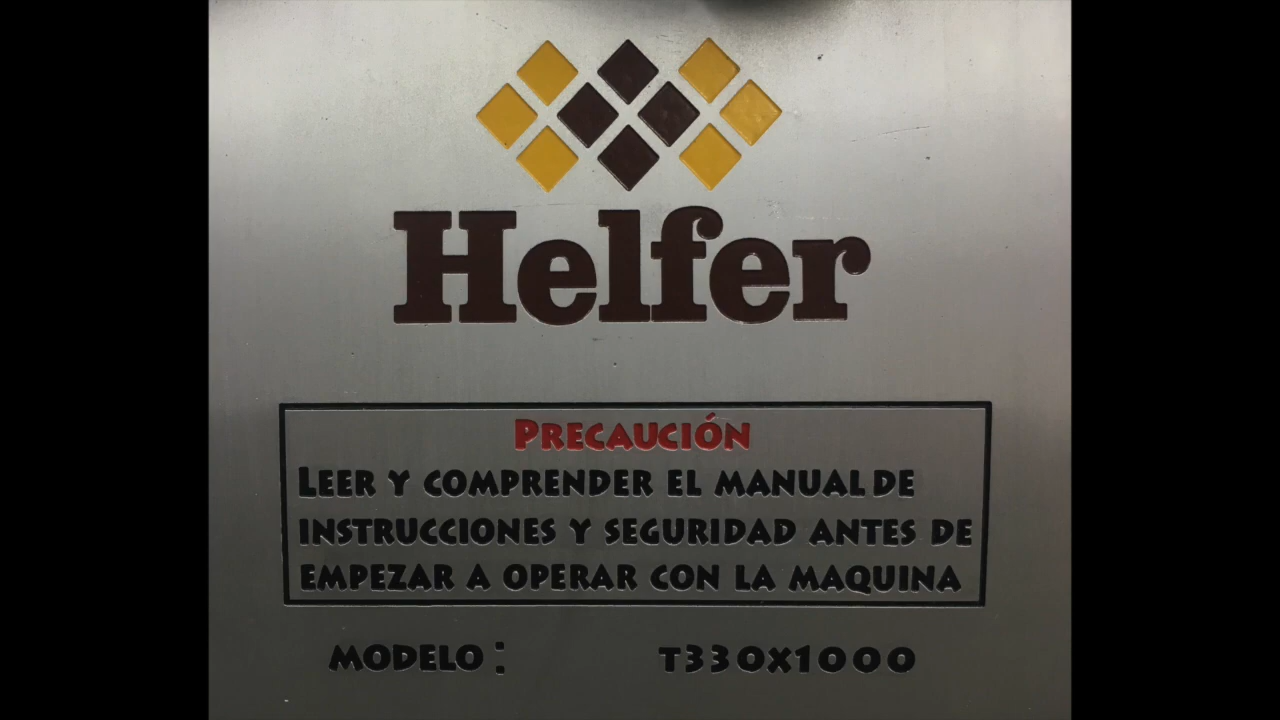 Helfer
PRECAUCIÓN
LEER Y COMPRENDER EL MANUAL DE
INSTRUCCIONES Y SEGURIDAD ANTES DE
EMPEZAR A OPERAR CON LA MAQUINA
MODELO: T330X1000